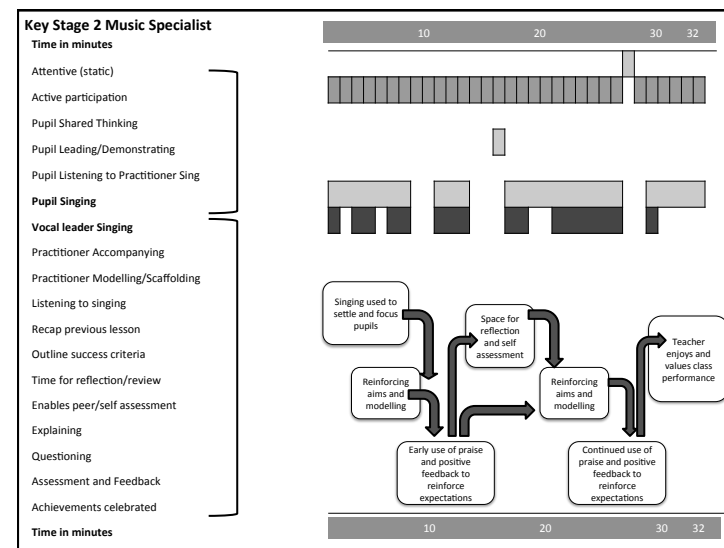 Key Stage 2 Music Specialist
Time in minutes
10 20 30 32
Attentive (static)
Active participation
Pupil Shared Thinking
Pupil Leading/Demonstrating
Pupil Listening to Practitioner Sing
Pupil Singing
Vocal leader Singing
Practitioner Accompanying
Practitioner Modelling/Scaffolding
Listening to singing
Recap previous lesson
Outline success criteria
Time for reflection/review
Enables peer/self assessment
Explaining
Questioning
Assessment and Feedback
Achievements celebrated
Time in minutes
Singing used to
settle and focus
pupils
Reinforcing
aims and
modelling
Early use of praise
and positive
feedback to
reinforce
expectations
Space for
reflection
and self
assessment
Reinforcing
aims and
modelling
Continued use of
praise and positive
feedback to
reinforce
expectations
Teacher
enjoys and
values class
performance
10 20 30 32